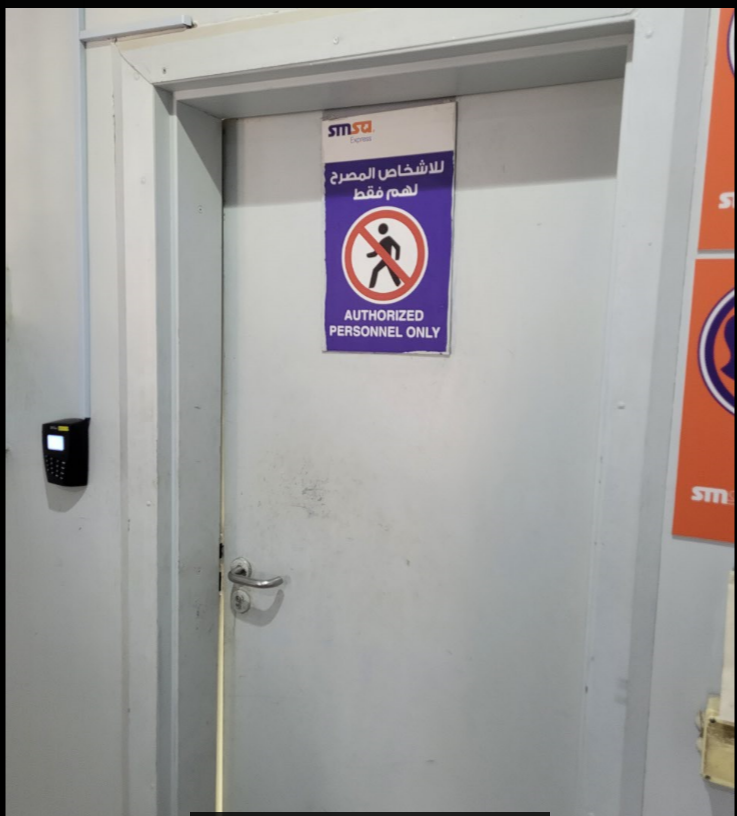 smsa
Express
للاشخاص المصرح
لهم فقط
AUTHORIZED
PERSONNEL ONLY